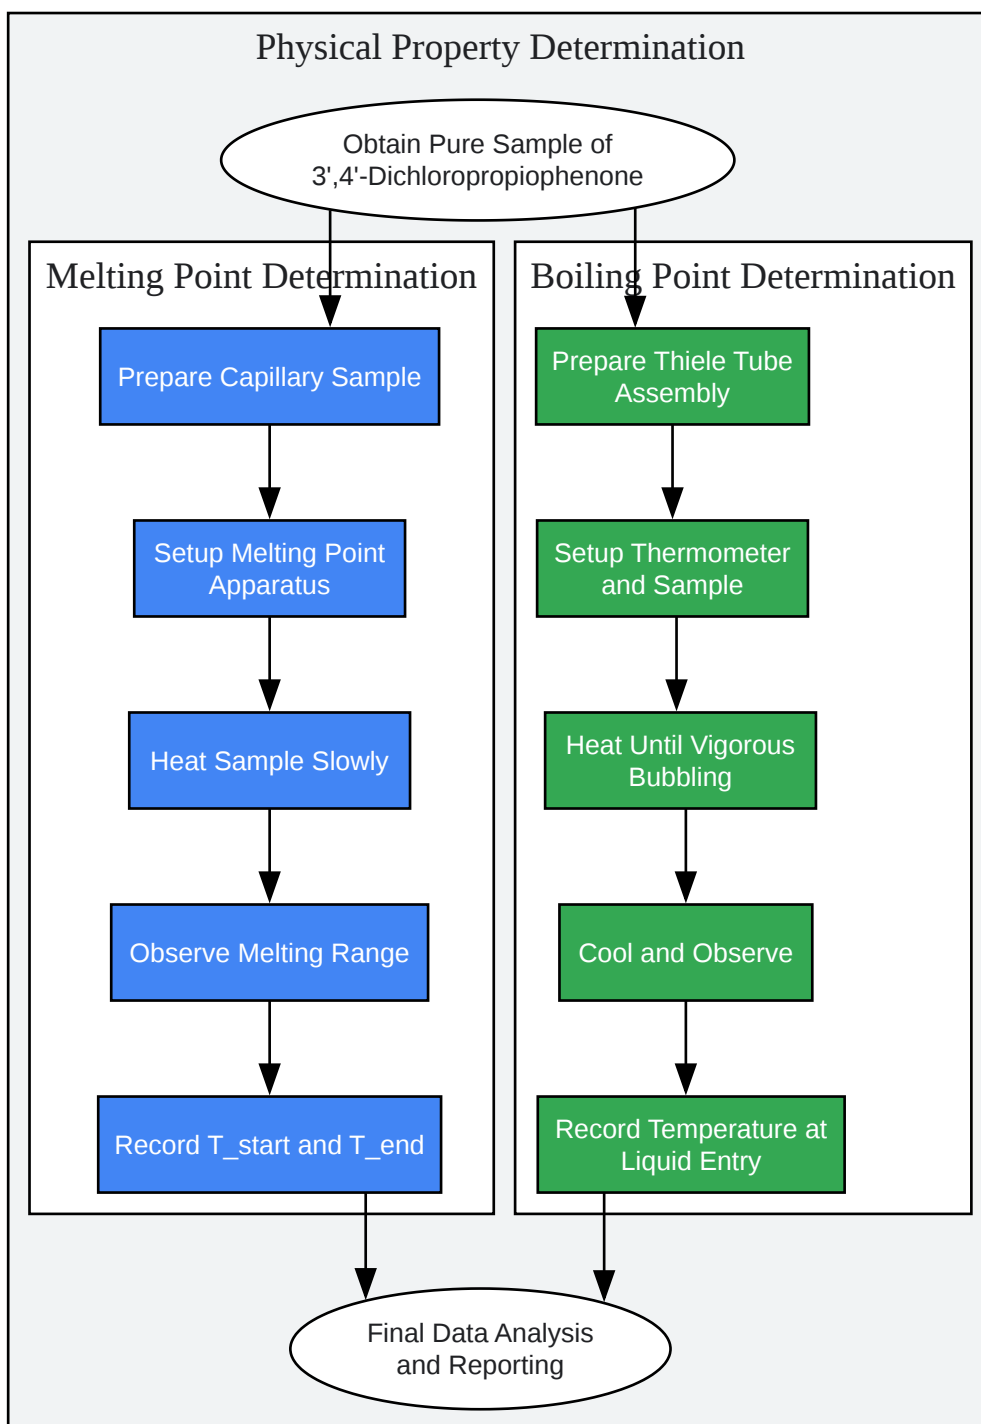 Physical Property Determination
Obtain Pure Sample of
3',4'-Dichloropropiophenone
Melting Point Determination
Prepare Capillary Sample
Setup Melting Point
Apparatus
Heat Sample Slowly
Observe Melting Range
Record T_start and T_end
Boiling Point Determination
Prepare Thiele Tube
Assembly
Setup Thermometer
and Sample
Heat Until Vigorous
Bubbling
Cool and Observe
Record Temperature at
Liquid Entry
Final Data Analysis
and Reporting